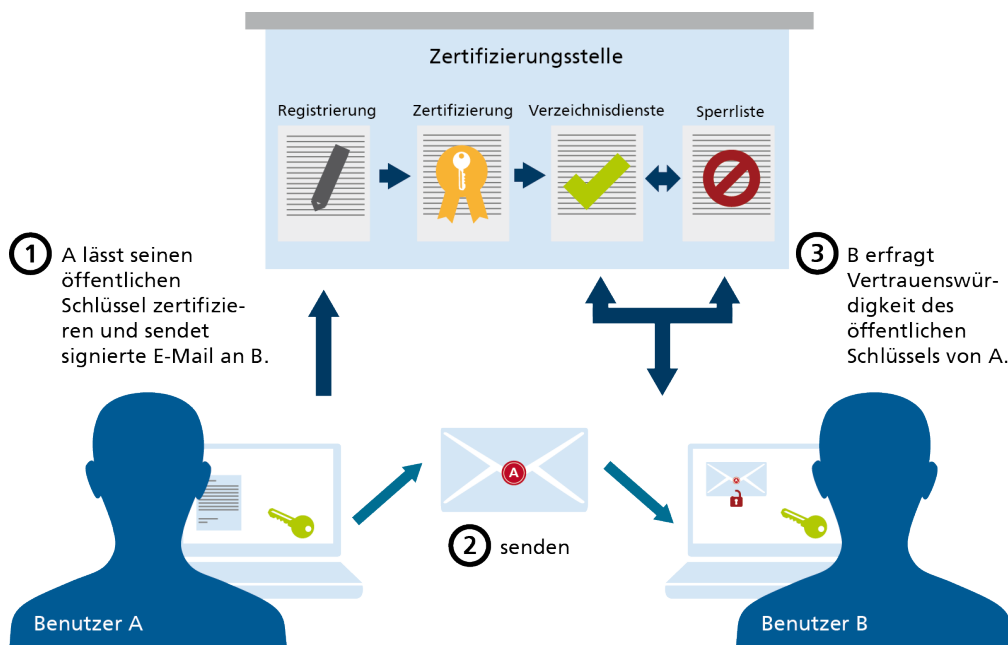 Zertifizierungsstelle
Registrierung
Zertifizierung
Verzeichnisdienste
Sperrliste
1
A lässt seinen
öffentlichen
Schlüssel zertifizie-
ren und sendet
signierte E-Mail an B.
3
B erfragt
Vertrauenswür-
digkeit des
öffentlichen
Schlüssels von A.
A
A
2 senden
Benutzer A
Benutzer B